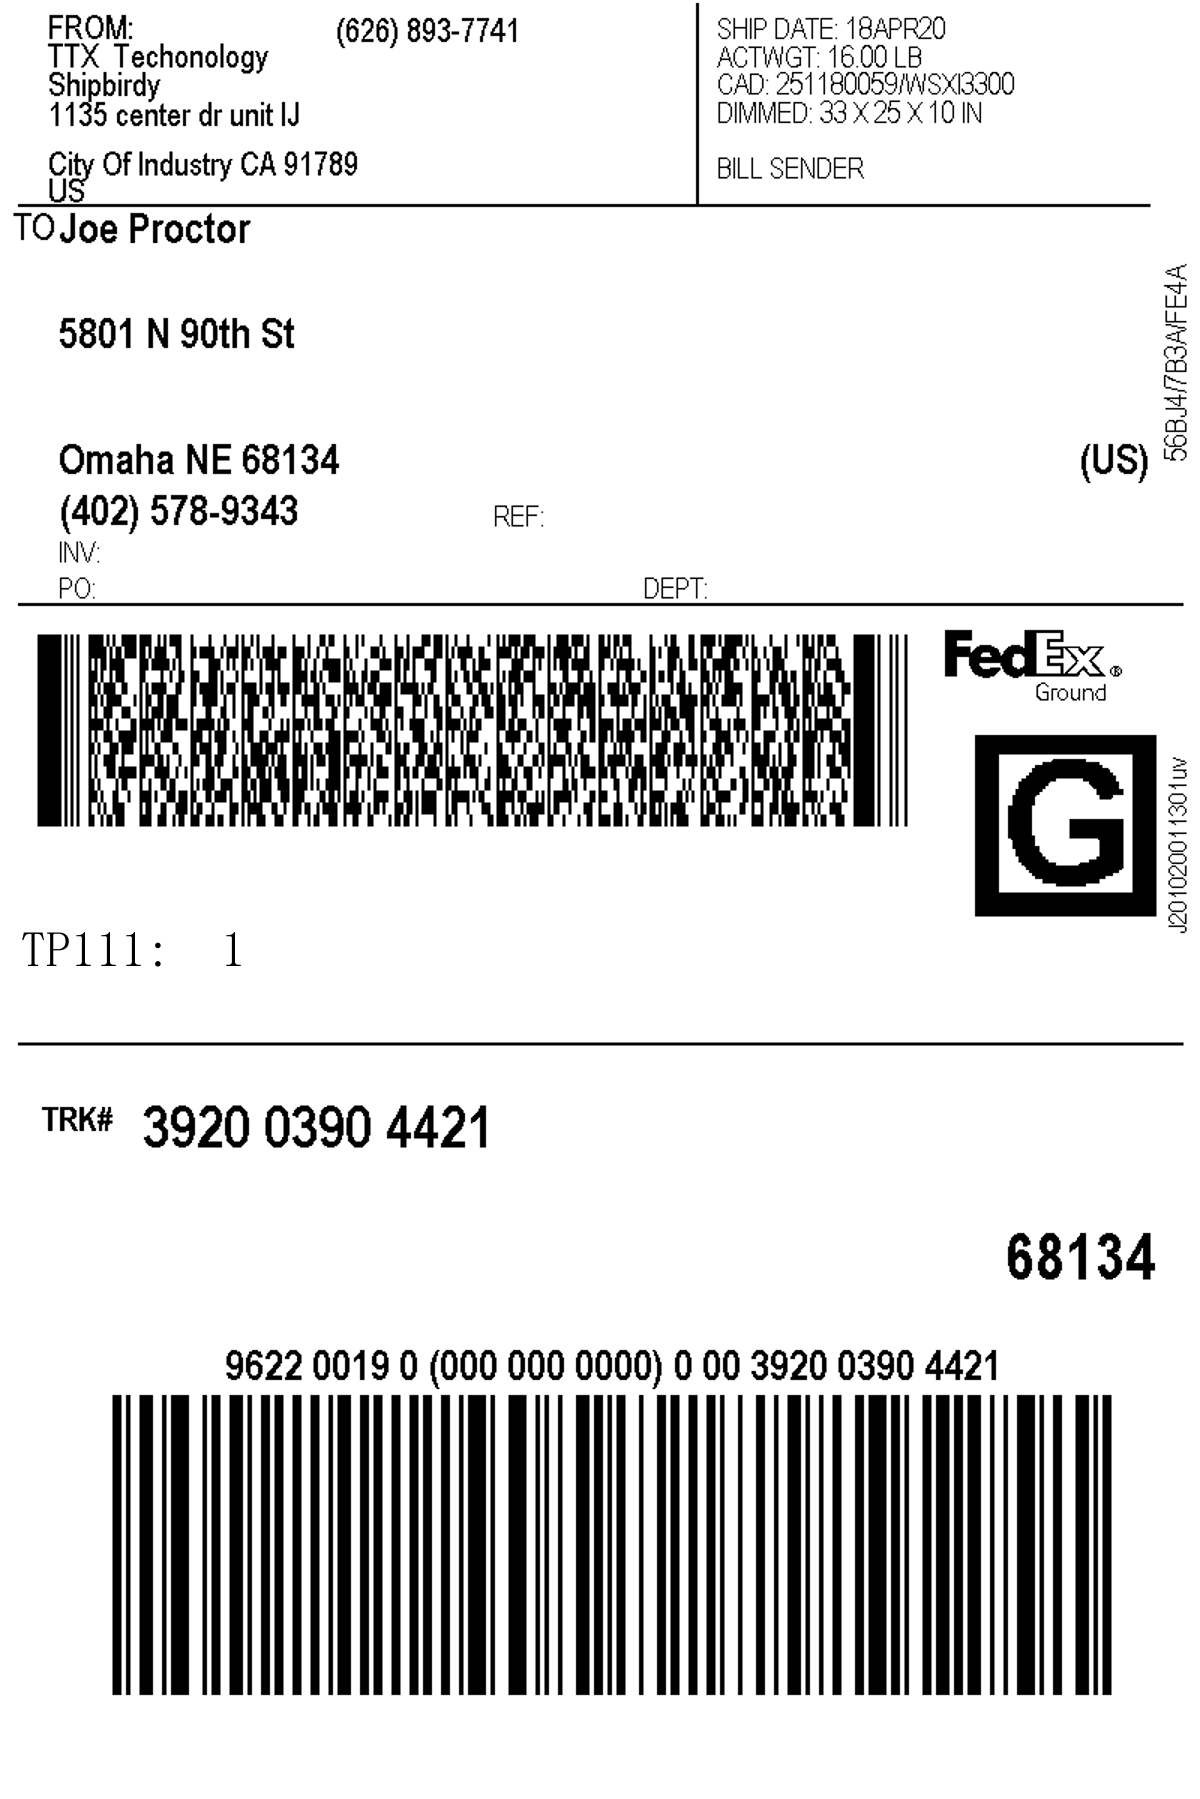 FROM: (626) 893-7741
TTX Techonology
Shipbirdy
1135 center dr unit IJ
City Of Industry CA 91789
US
SHIP DATE: 18APR20
ACTWGT: 16.00 LB
CAD: 251180059/WSXI3300
DIMMED: 33 X 25 X 10 IN
BILL SENDER
TO Joe Proctor
5801 N 90th St
Omaha NE 68134 (US)
(402) 578-9343 REF:
INV:
PO: DEPT:
56BJ4/7B3A/FE4A
FedEx®
Ground
G
J201020011301uv
TP111: 1
TRK# 3920 0390 4421
68134
9622 0019 0 (000 000 0000) 0 00 3920 0390 4421